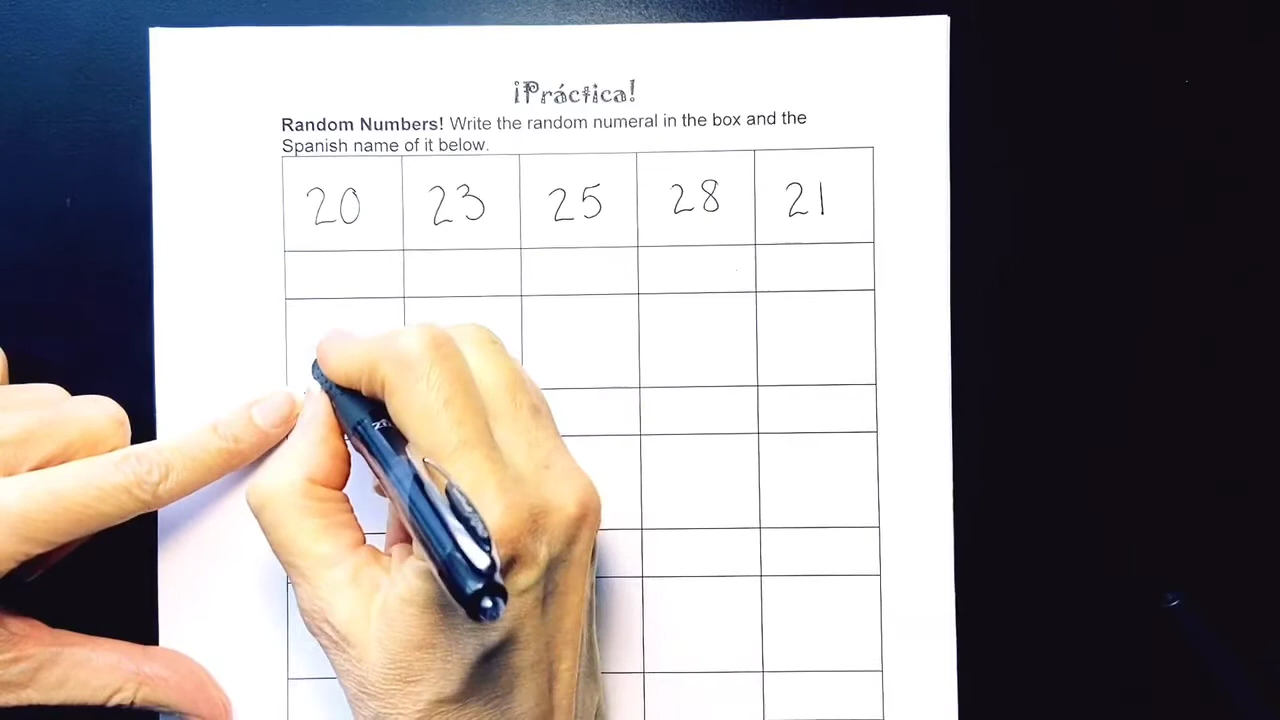 ¡Práctica!
Random Numbers! Write the random numeral in the box and the
Spanish name of it below.
20 23 25 28 21